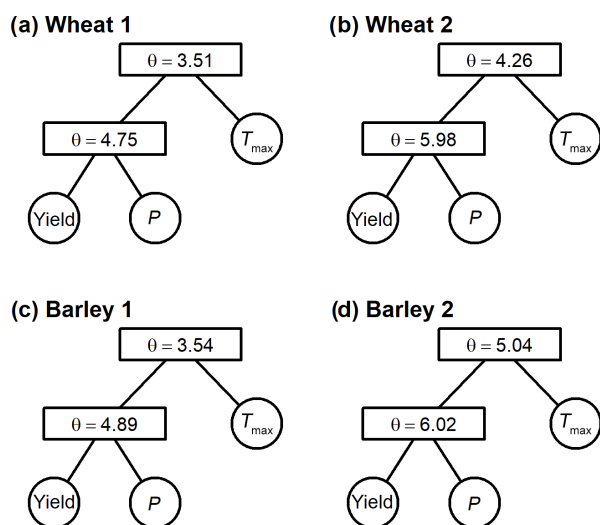 (a) Wheat 1
θ = 3.51
θ = 4.75
Tmax
Yield
P
(b) Wheat 2
θ = 4.26
θ = 5.98
Tmax
Yield
P
(c) Barley 1
θ = 3.54
θ = 4.89
Tmax
Yield
P
(d) Barley 2
θ = 5.04
θ = 6.02
Tmax
Yield
P